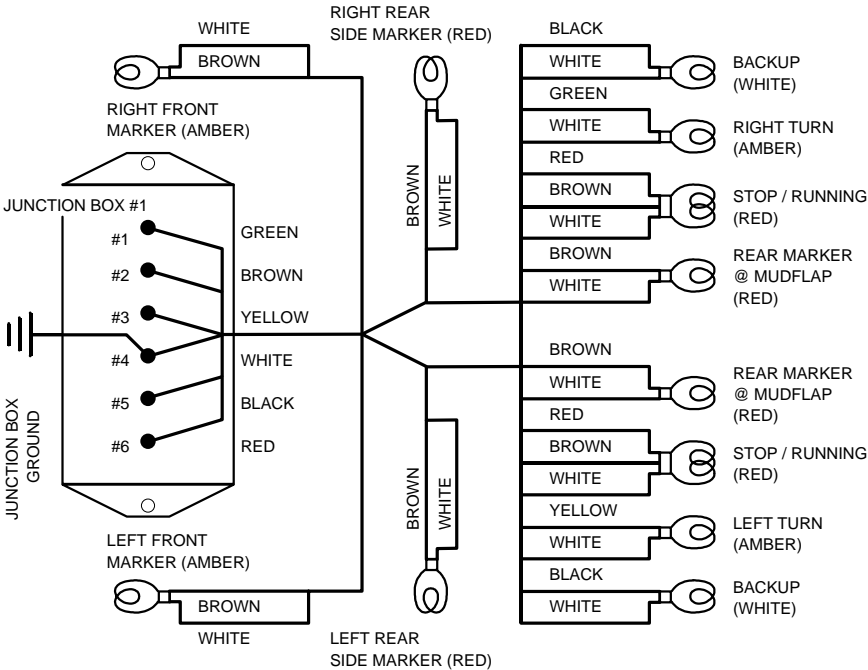 WHITE
BROWN
RIGHT FRONT
MARKER (AMBER)
RIGHT REAR
SIDE MARKER (RED)
BROWN
WHITE
JUNCTION BOX #1
#1
#2
#3
#4
#5
#6
GREEN
BROWN
YELLOW
WHITE
BLACK
RED
JUNCTION BOX
GROUND
LEFT FRONT
MARKER (AMBER)
BROWN
WHITE
BROWN
WHITE
LEFT REAR
SIDE MARKER (RED)
BLACK
WHITE
BACKUP
(WHITE)
GREEN
WHITE
RIGHT TURN
(AMBER)
RED
BROWN
WHITE
STOP / RUNNING
(RED)
BROWN
WHITE
REAR MARKER
@ MUDFLAP
(RED)
BROWN
WHITE
REAR MARKER
@ MUDFLAP
(RED)
RED
BROWN
WHITE
STOP / RUNNING
(RED)
YELLOW
WHITE
LEFT TURN
(AMBER)
BLACK
WHITE
BACKUP
(WHITE)